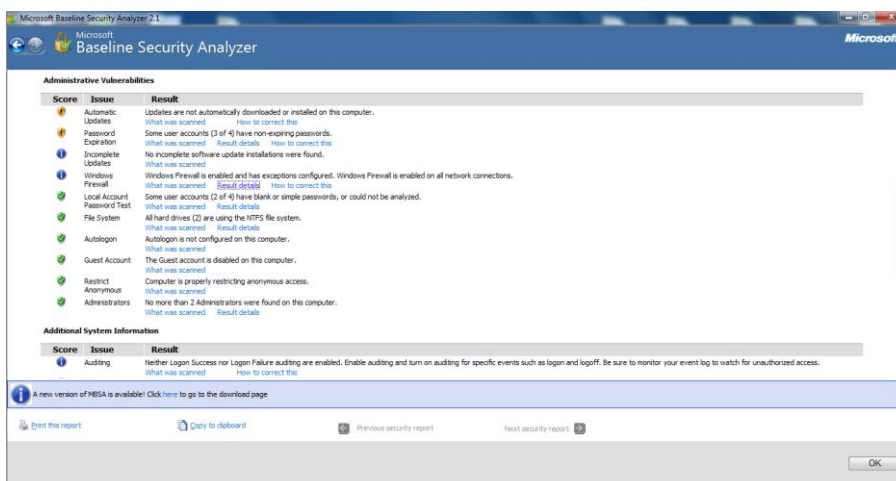 Microsoft Baseline Security Analyzer 2.1
Microsoft
Baseline Security Analyzer
Microsoft
Administrative Vulnerabilities
Score Issue Result
Automatic Updates Updates are not automatically downloaded or installed on this computer.
What was scanned How to correct this
Password Expiration Some user accounts (3 of 4) have non-expiring passwords.
What was scanned Result details How to correct this
Incomplete Updates No incomplete software update installations were found.
What was scanned
Windows Firewall Windows Firewall is enabled and has exceptions configured. Windows Firewall is enabled on all network connections.
What was scanned Result details How to correct this
Local Account Password Test Some user accounts (2 of 4) have blank or simple passwords, or could not be analyzed.
What was scanned Result details
File System All hard drives (2) are using the NTFS file system.
What was scanned Result details
Autologon Autologon is not configured on this computer.
What was scanned
Guest Account The Guest account is disabled on this computer.
What was scanned
Restrict Anonymous Computer is properly restricting anonymous access.
What was scanned
Administrators No more than 2 Administrators were found on this computer.
What was scanned Result details
Additional System Information
Score Issue Result
Auditing Neither Logon Success nor Logon Failure auditing are enabled. Enable auditing and turn on auditing for specific events such as logon and logoff. Be sure to monitor your event log to watch for unauthorized access.
What was scanned How to correct this
A new version of MBSA is available! Click here to go to the download page
Print this report Copy to clipboard Previous security report Next security report
OK